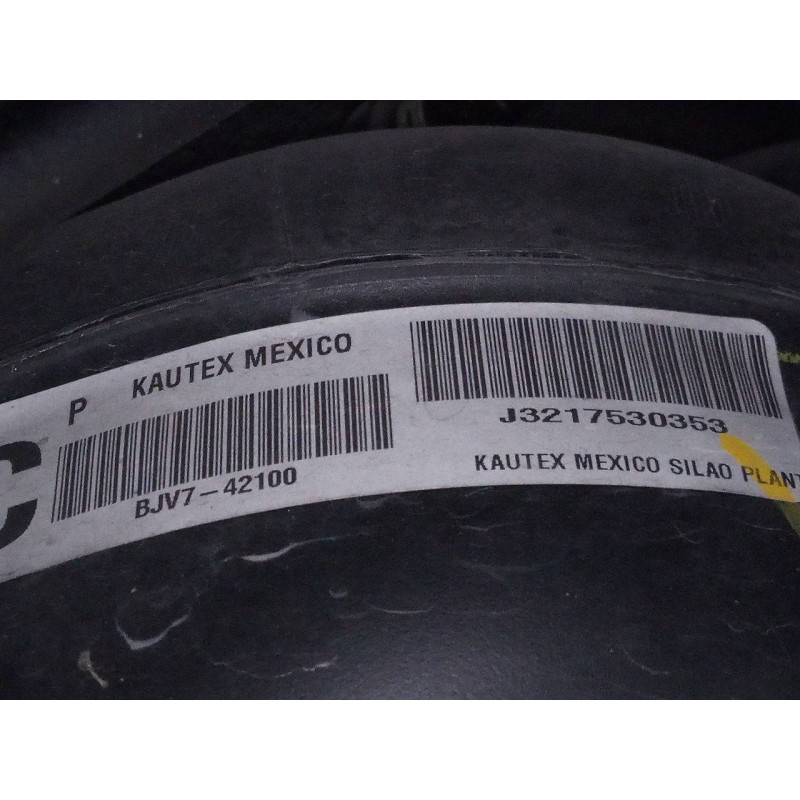 C
P KAUTEX MEXICO
BJV7-42100
J3217530353
KAUTEX MEXICO SILAO PLANT